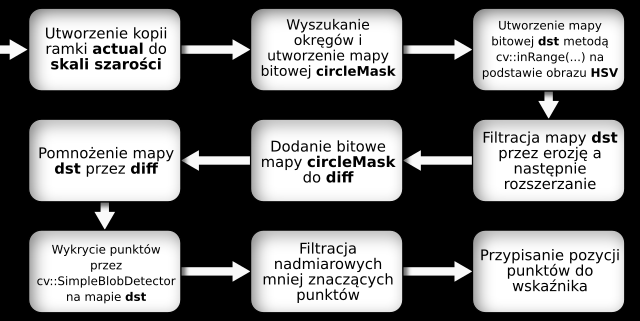 Utworzenie kopii
ramki actual do
skali szarości
Wyszukanie
okręgów i
utworzenie mapy
bitowej circleMask
Utworzenie mapy
bitowej dst metodą
cv::inRange(...) na
podstawie obrazu HSV
Filtracja mapy dst
przez erozję a
następnie
rozszerzanie
Dodanie bitowe
mapy circleMask
do diff
Pomnożenie mapy
dst przez diff
Wykrycie punktów
przez
cv::SimpleBlobDetector
na mapie dst
Filtracja
nadmiarowych
mniej znaczących
punktów
Przypisanie pozycji
punktów do
wskaźnika